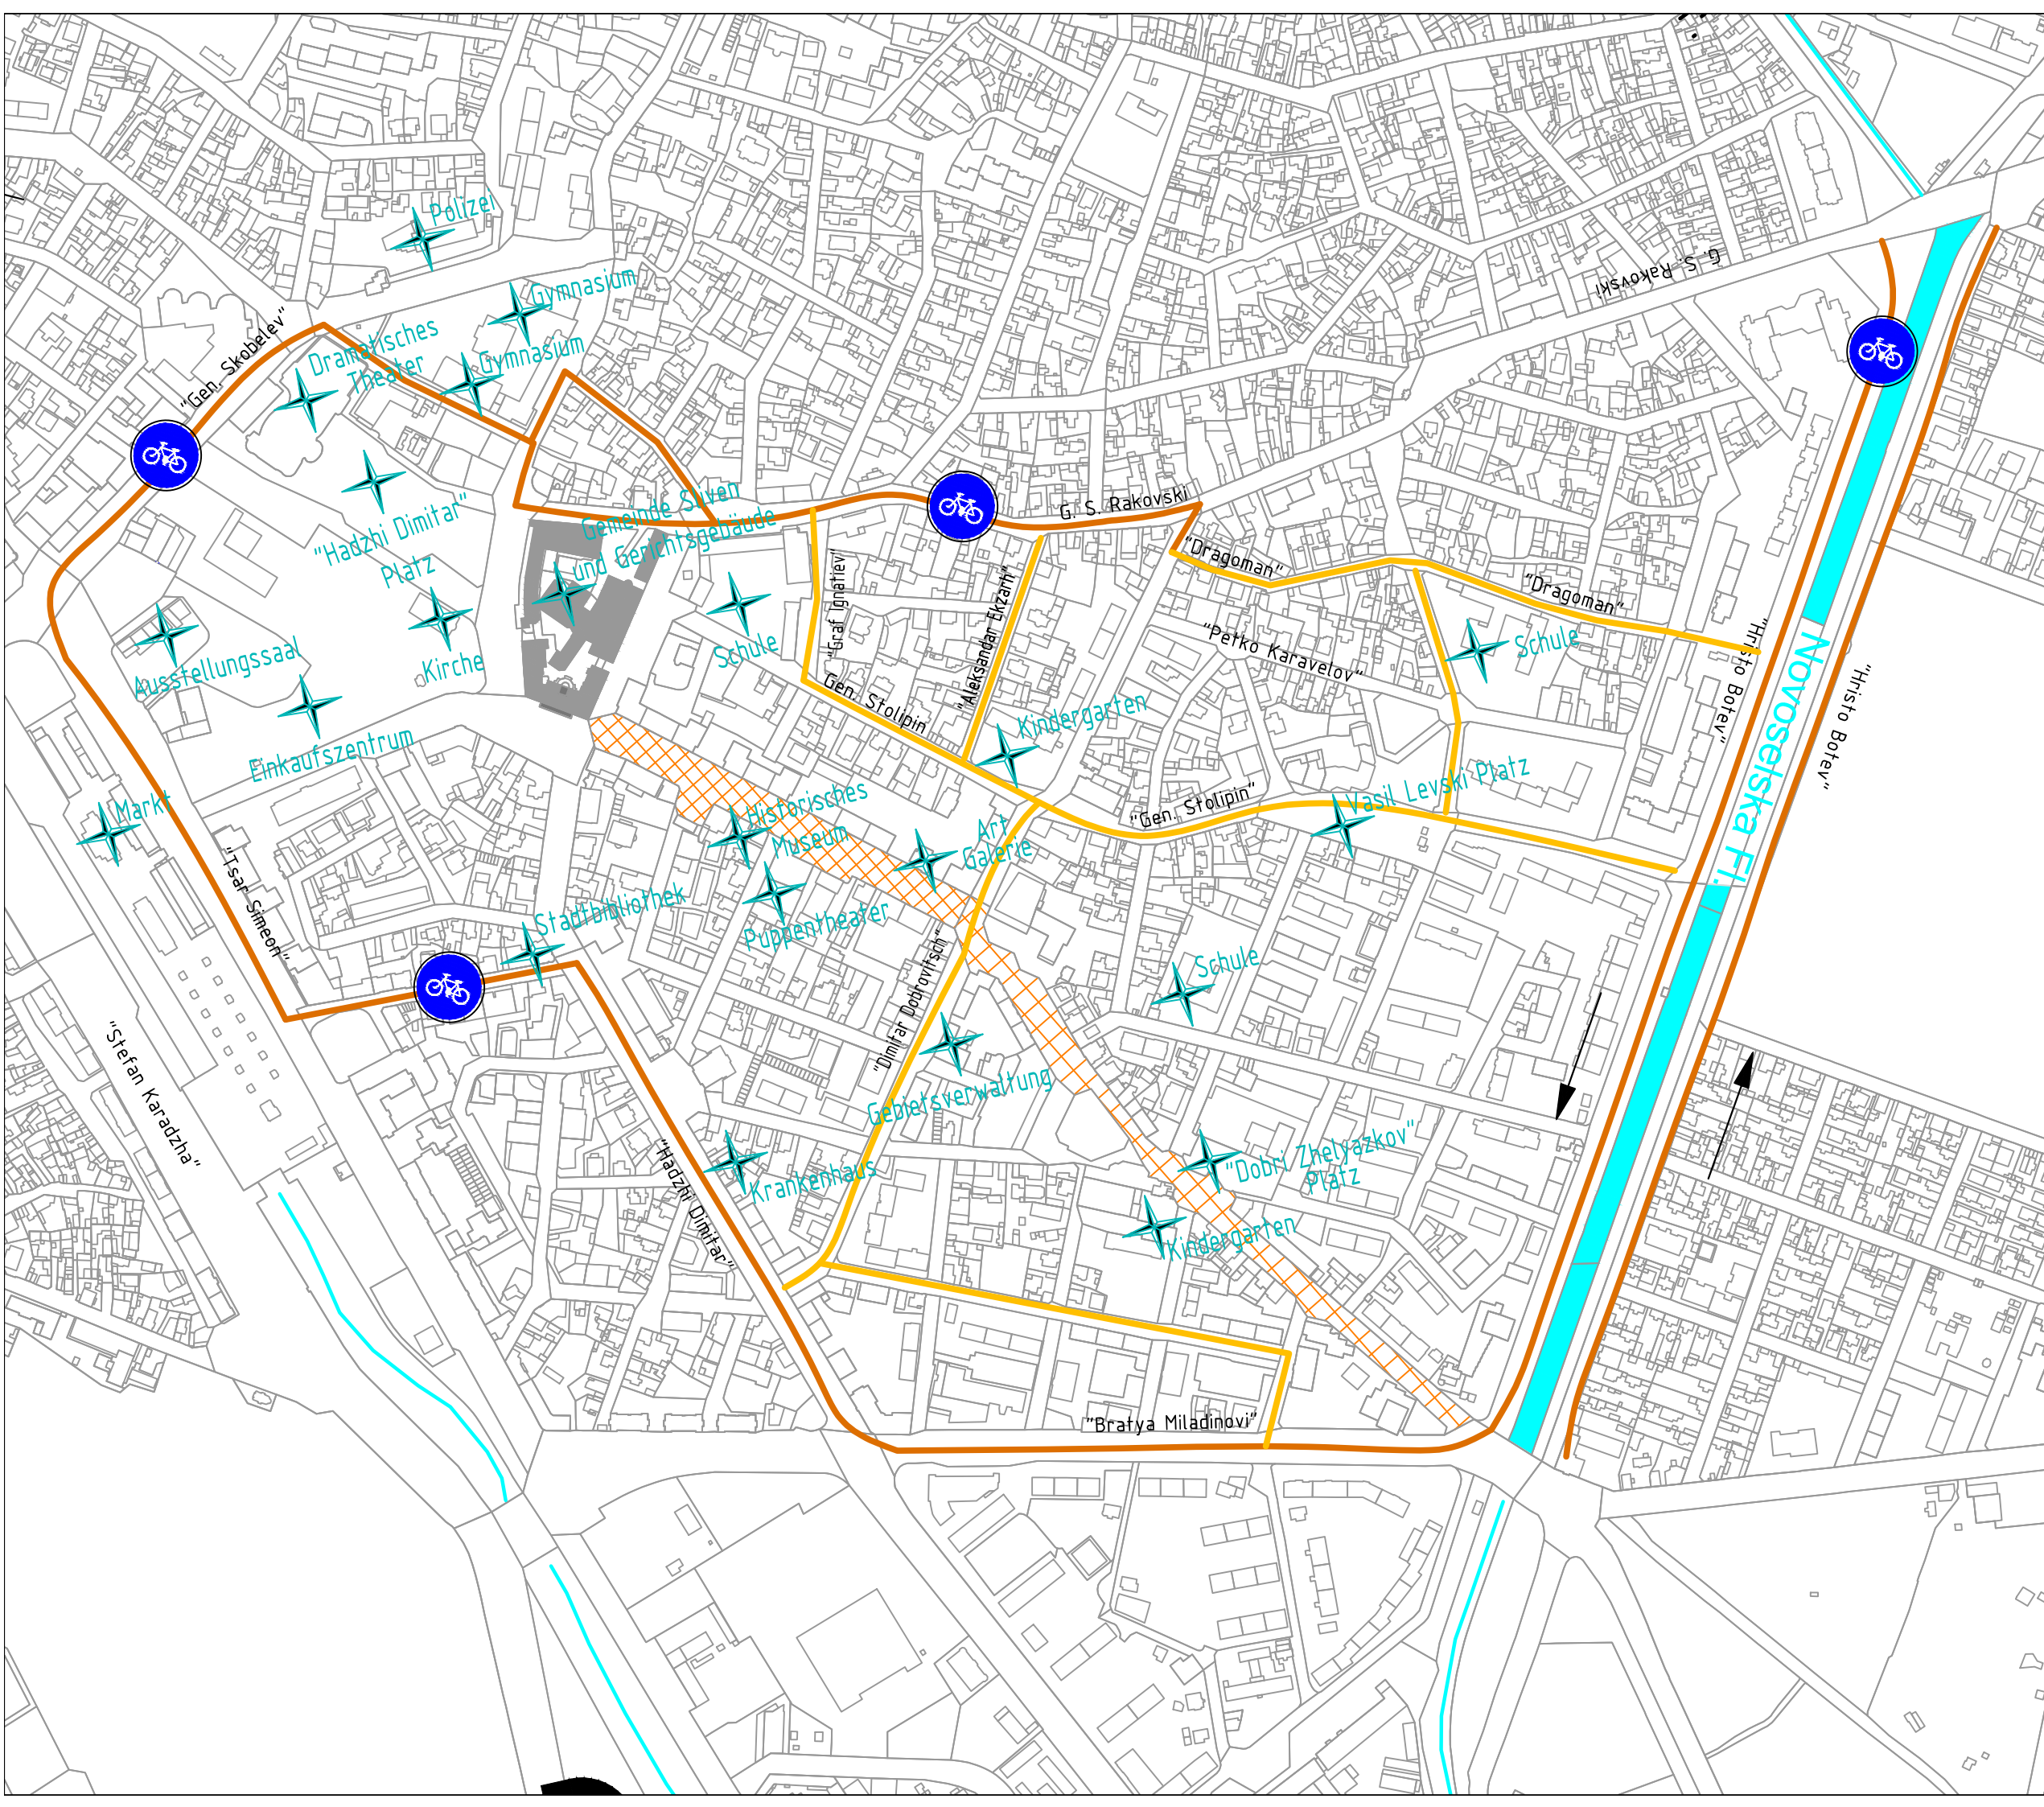 Polizei
G. S. Rakovski
Gymnasium
"Gen. Skobelev"
Dramatisches
Theater
Gymnasium
"Hadzhi Dimitar"
Platz
Gemeinde Sliven
und Gerichtsgebäude
G. S. Rakovski
"Dragoman"
"Dragoman"
"Graf Ignatiev"
"Aleksandar Ekzarh"
"Petko Karavelov"
Schule
Schule
"Hristo Botev"
Novoselska Fl.
"Hristo Botev"
Ausstellungssaal
Kirche
Gen. Stolipin
Kindergarten
Einkaufszentrum
Markt
Historisches
Museum
Art
Galerie
"Gen. Stolipin"
Vasil Levski Platz
"Tsar Simeon"
Stadtbibliothek
Puppentheater
"Dimitar Dobrovitsch"
Schule
"Stefan Karadzha"
Gebietsverwaltung
"Hadzhi Dimitar"
Krankenhaus
"Dobri Zhelyazkov"
Platz
Kindergarten
"Bratya Miladinovi"